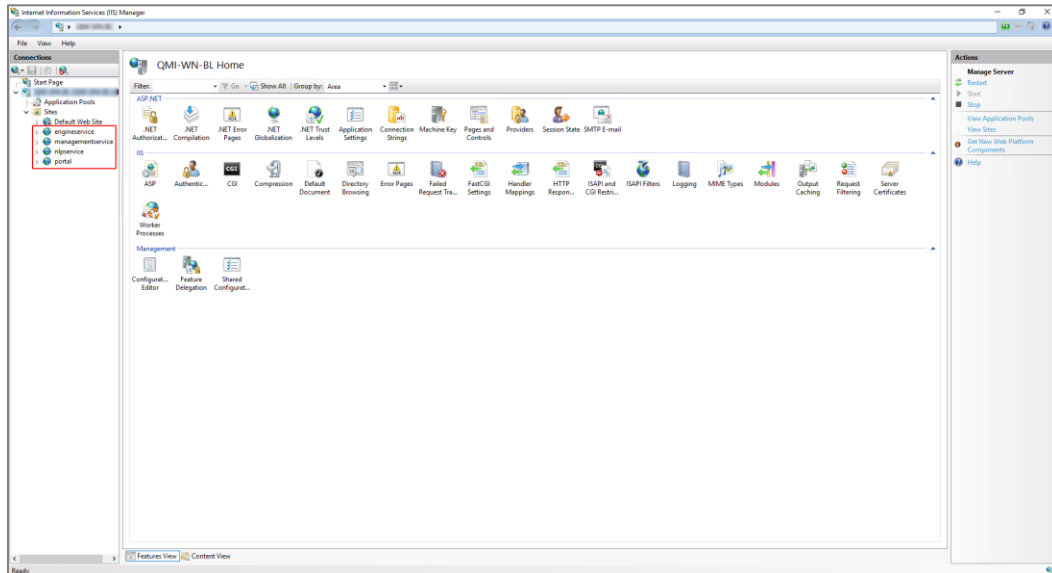 Internet Information Services (IIS) Manager
File View Help
Connections
Start Page
Application Pools
Sites
Default Web Site
engineservice
managementservice
nlpservice
portal
QMI-WN-BL Home
Filter: Go Show All Group by: Area
ASP.NET
.NET Authorizat...
.NET Compilation
.NET Error Pages
.NET Globalization
.NET Trust Levels
Application Settings
Connection Strings
Machine Key
Pages and Controls
Providers
Session State
SMTP E-mail
IIS
ASP
Authentic...
CGI
Compression
Default Document
Directory Browsing
Error Pages
Failed Request Tra...
FastCGI Settings
Handler Mappings
HTTP Respon...
ISAPI and CGI Restri...
ISAPI Filters
Logging
MIME Types
Modules
Output Caching
Request Filtering
Server Certificates
Worker Processes
Management
Configurat... Editor
Feature Delegation
Shared Configurat...
Features View Content View
Actions
Manage Server
Restart
Start
Stop
View Application Pools
View Sites
Get New Web Platform Components
Help
Ready